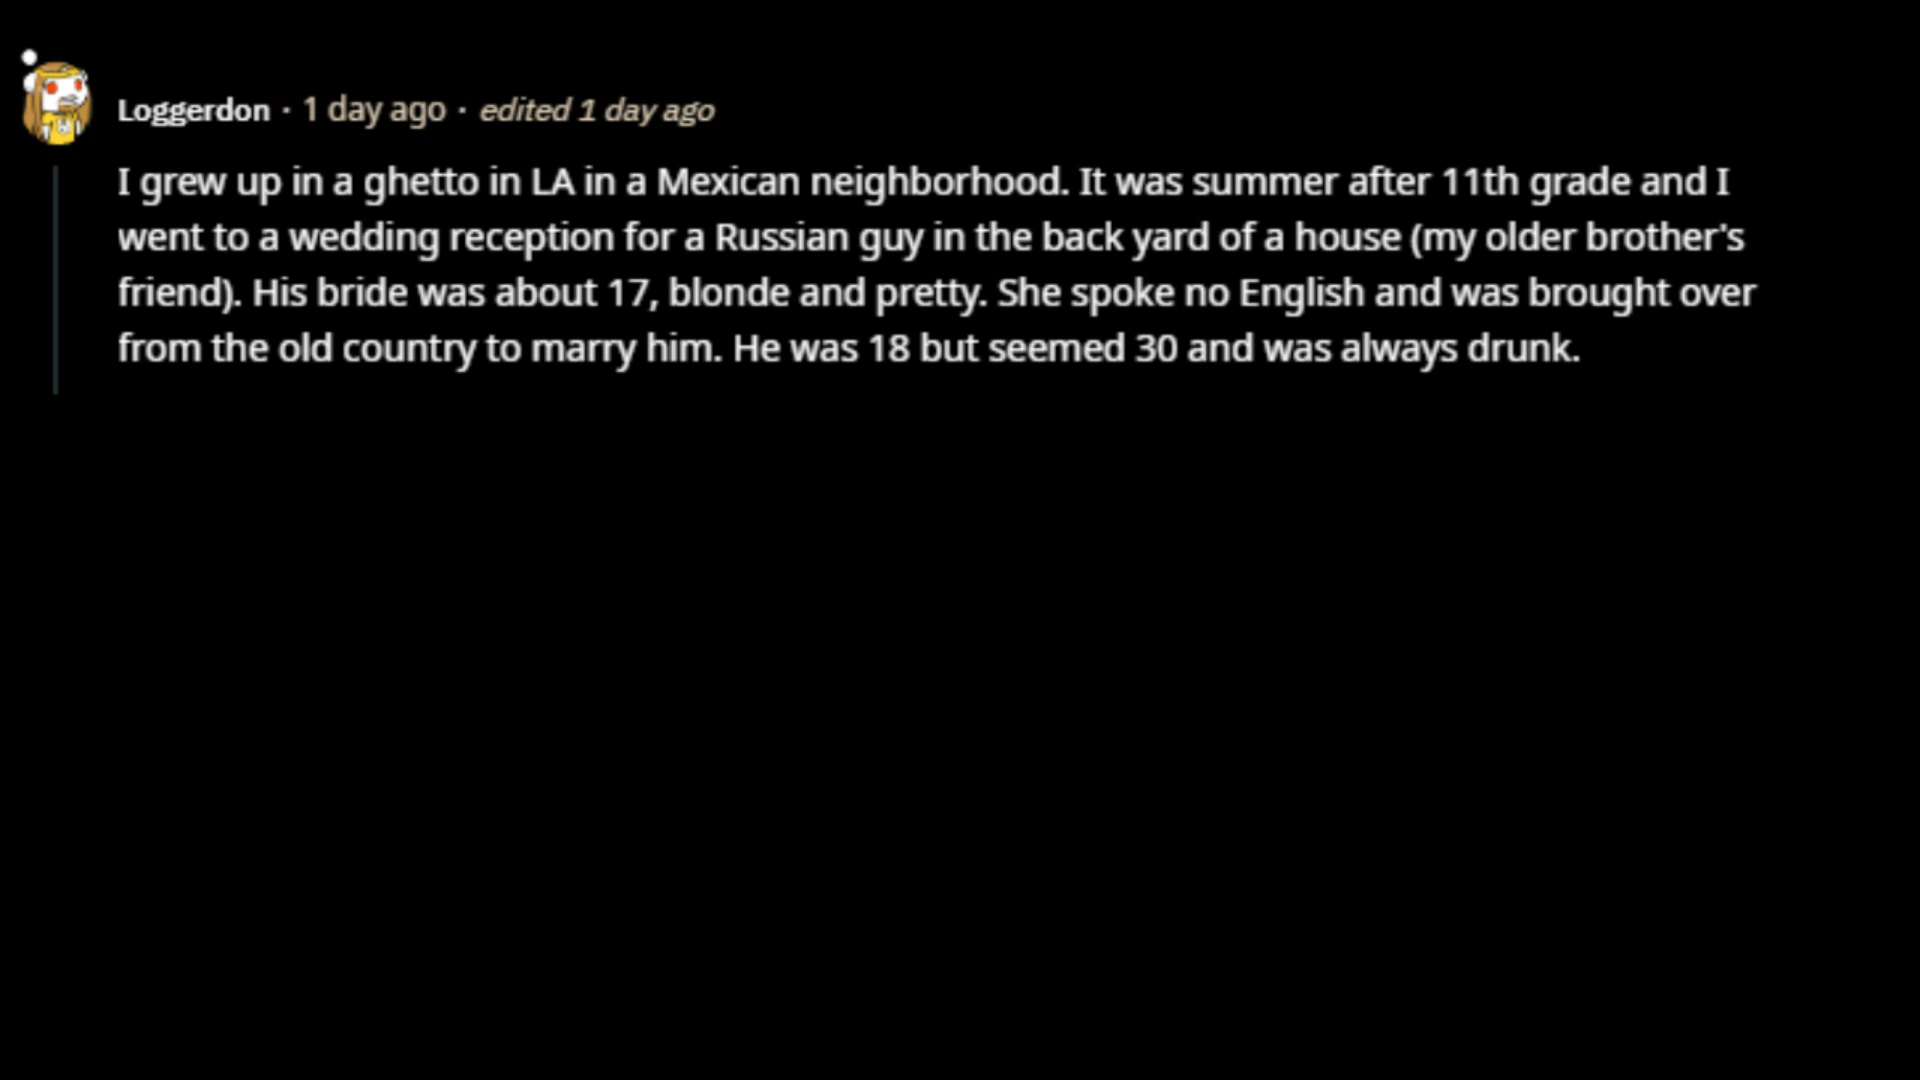 Loggerdon · 1 day ago · edited 1 day ago
I grew up in a ghetto in LA in a Mexican neighborhood. It was summer after 11th grade and I
went to a wedding reception for a Russian guy in the back yard of a house (my older brother's
friend). His bride was about 17, blonde and pretty. She spoke no English and was brought over
from the old country to marry him. He was 18 but seemed 30 and was always drunk.